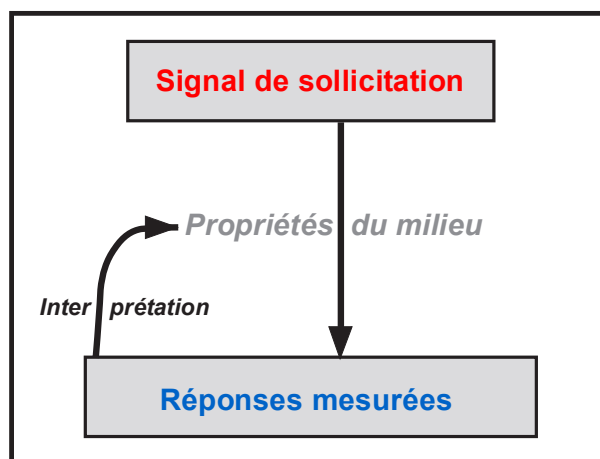 Signal de sollicitation
Propriétés du milieu
Inter prétation
Réponses mesurées